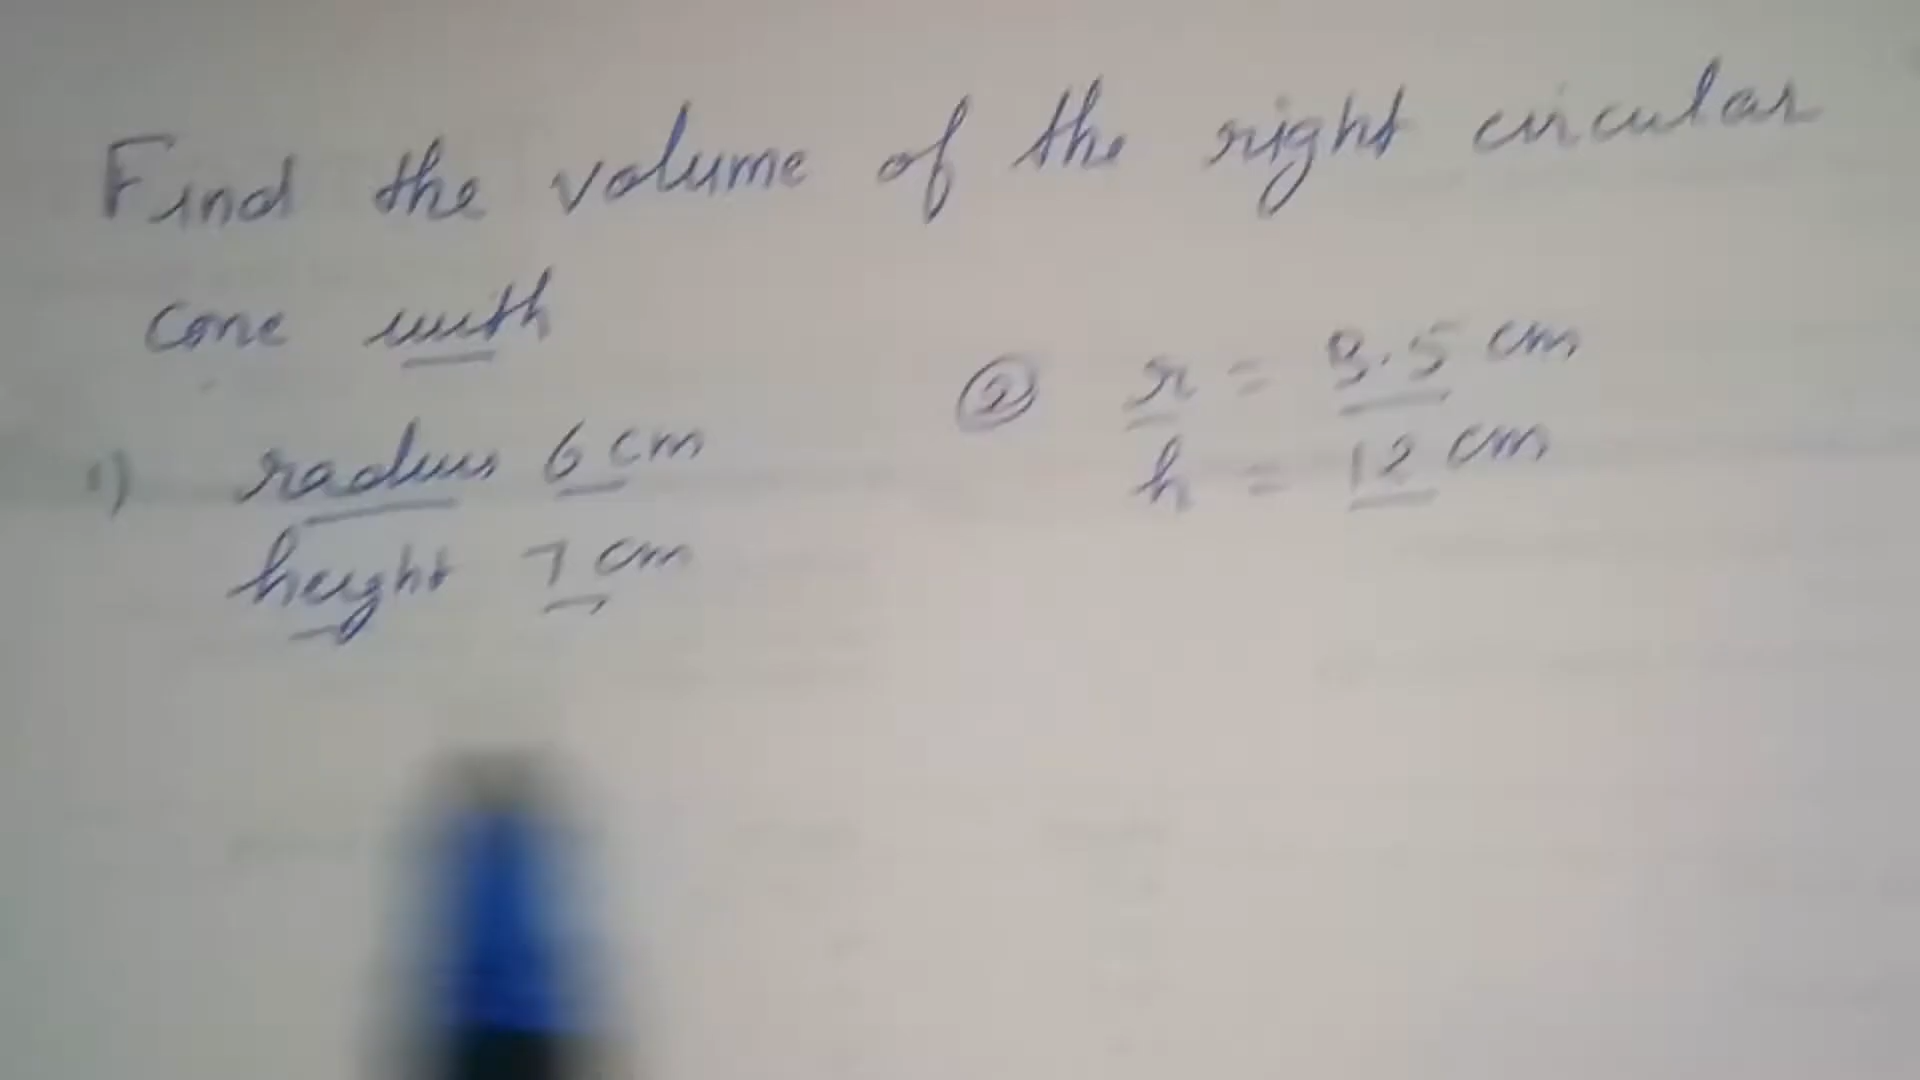 Find the volume of the right circular
cone with
1) radius 6 cm
height 7 cm
② r = 3.5 cm
h = 12 cm